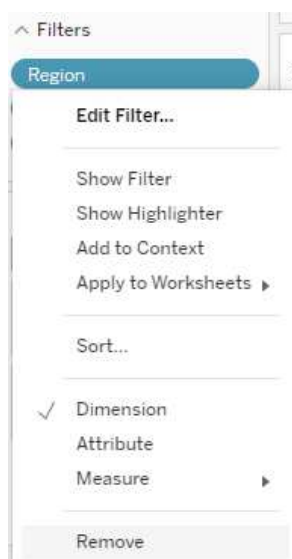 Filters
Region
Edit Filter...
Show Filter
Show Highlighter
Add to Context
Apply to Worksheets
Sort...
Dimension
Attribute
Measure
Remove